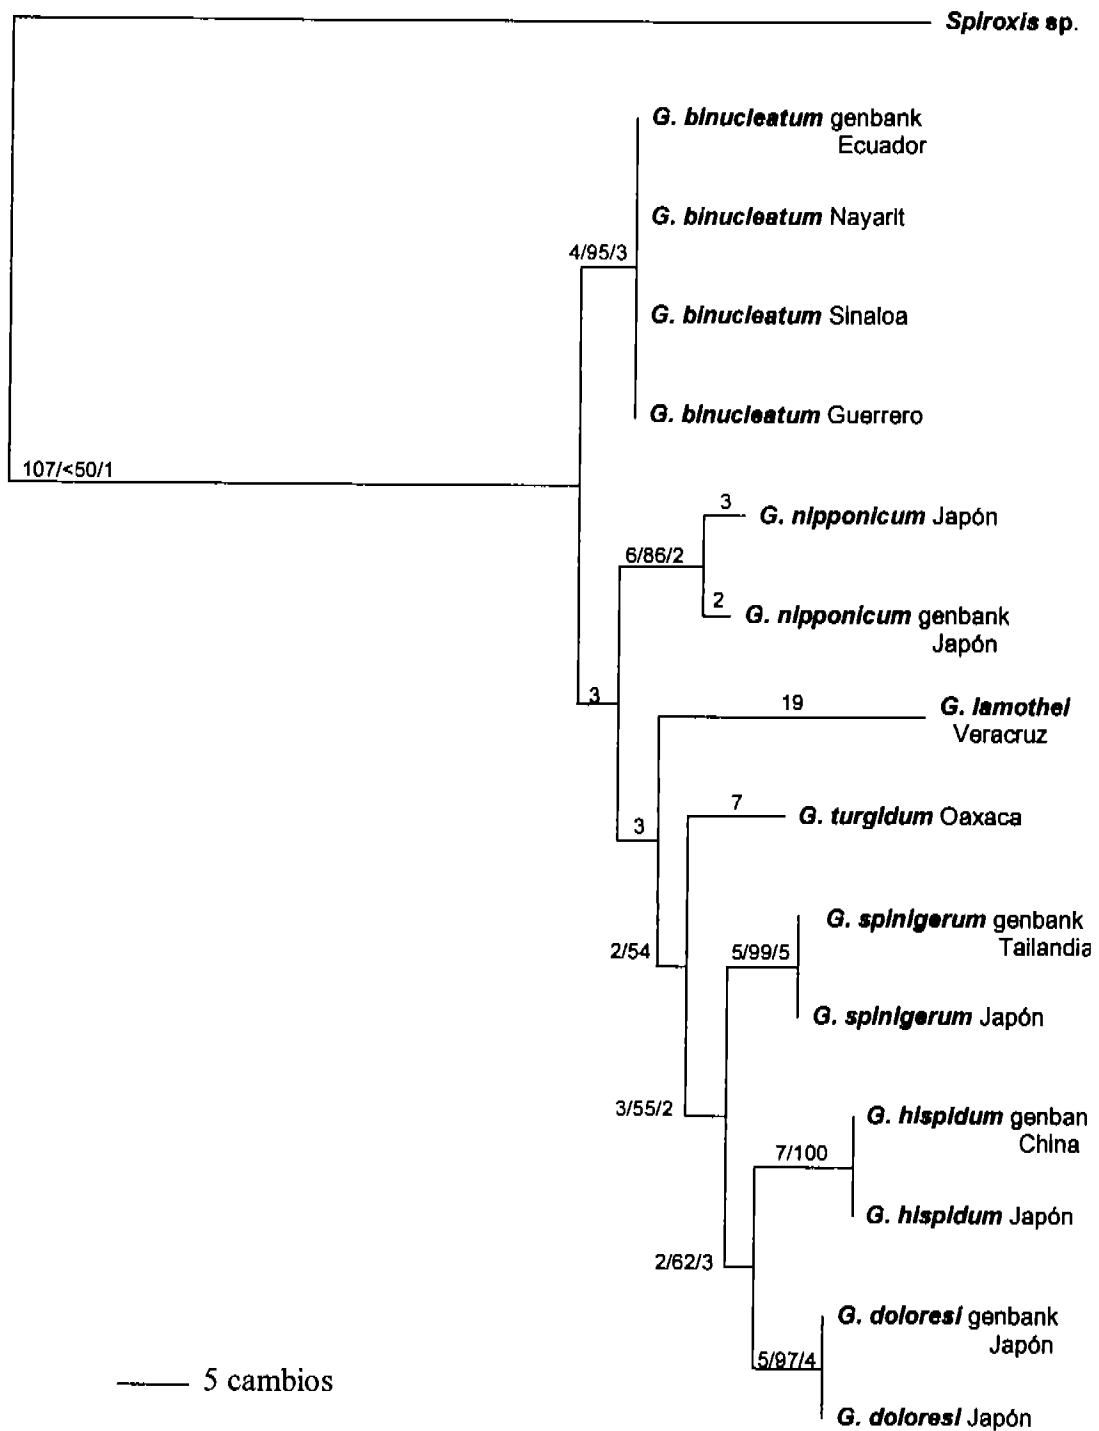 Spiroxis sp.
G. binucleatum genbank
Ecuador
G. binucleatum Nayarit
4/95/3
G. binucleatum Sinaloa
G. binucleatum Guerrero
107/<50/1
3
G. nipponicum Japón
6/86/2
2
G. nipponicum genbank
Japón
3
19
G. lamothei
Veracruz
7
G. turgidum Oaxaca
3
G. spinigerum genbank
Tailandia
2/54
5/99/5
G. spinigerum Japón
3/55/2
G. hispidum genban
China
7/100
G. hispidum Japón
2/62/3
G. doloresi genbank
Japón
5/97/4
5 cambios
G. doloresi Japón